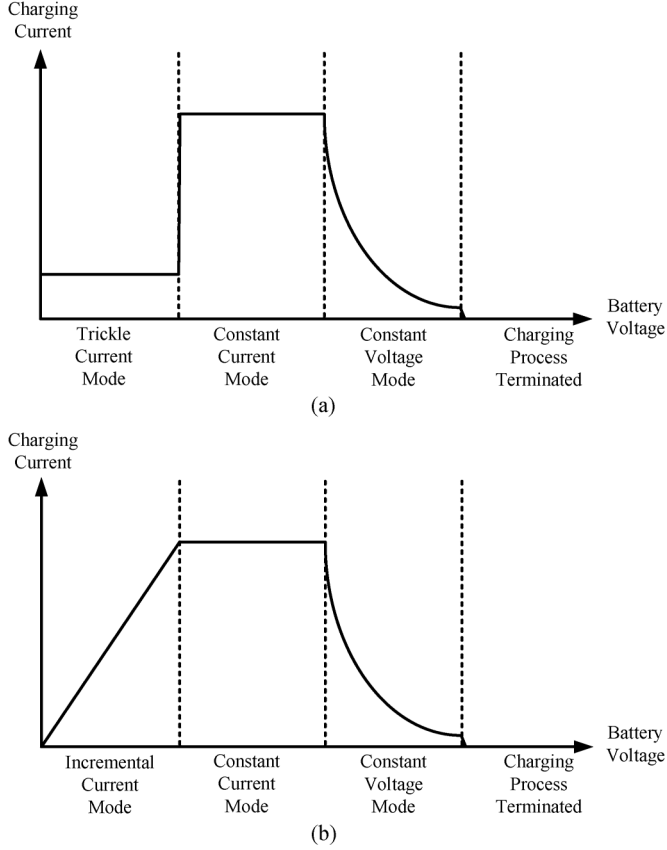 Charging
Current
Battery
Voltage
Trickle
Current
Mode
Constant
Current
Mode
Constant
Voltage
Mode
Charging
Process
Terminated
(a)
Charging
Current
Battery
Voltage
Incremental
Current
Mode
Constant
Current
Mode
Constant
Voltage
Mode
Charging
Process
Terminated
(b)